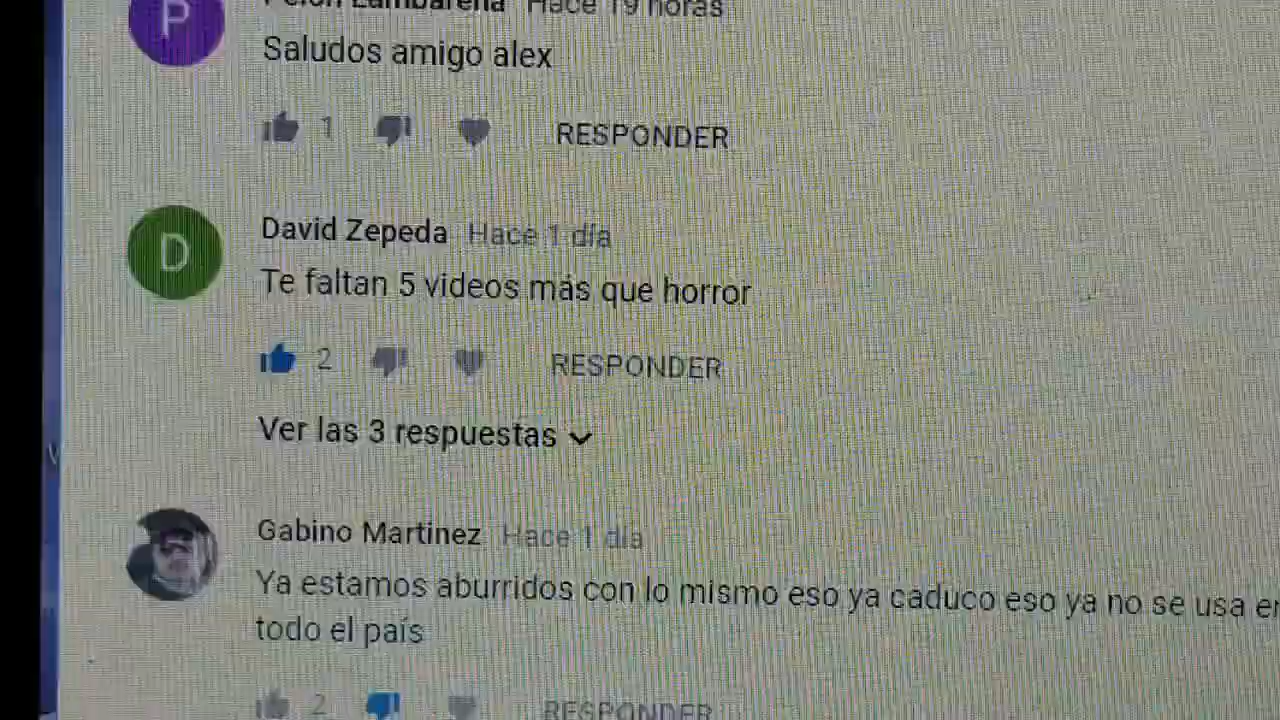 P
Lambarena Hace 19 horas
Saludos amigo alex
1 RESPONDER
D
David Zepeda Hace 1 día
Te faltan 5 videos más que horror
2 RESPONDER
Ver las 3 respuestas
Gabino Martinez Hace 1 día
Ya estamos aburridos con lo mismo eso ya caduco eso ya no se usa en
todo el país
2 RESPONDER